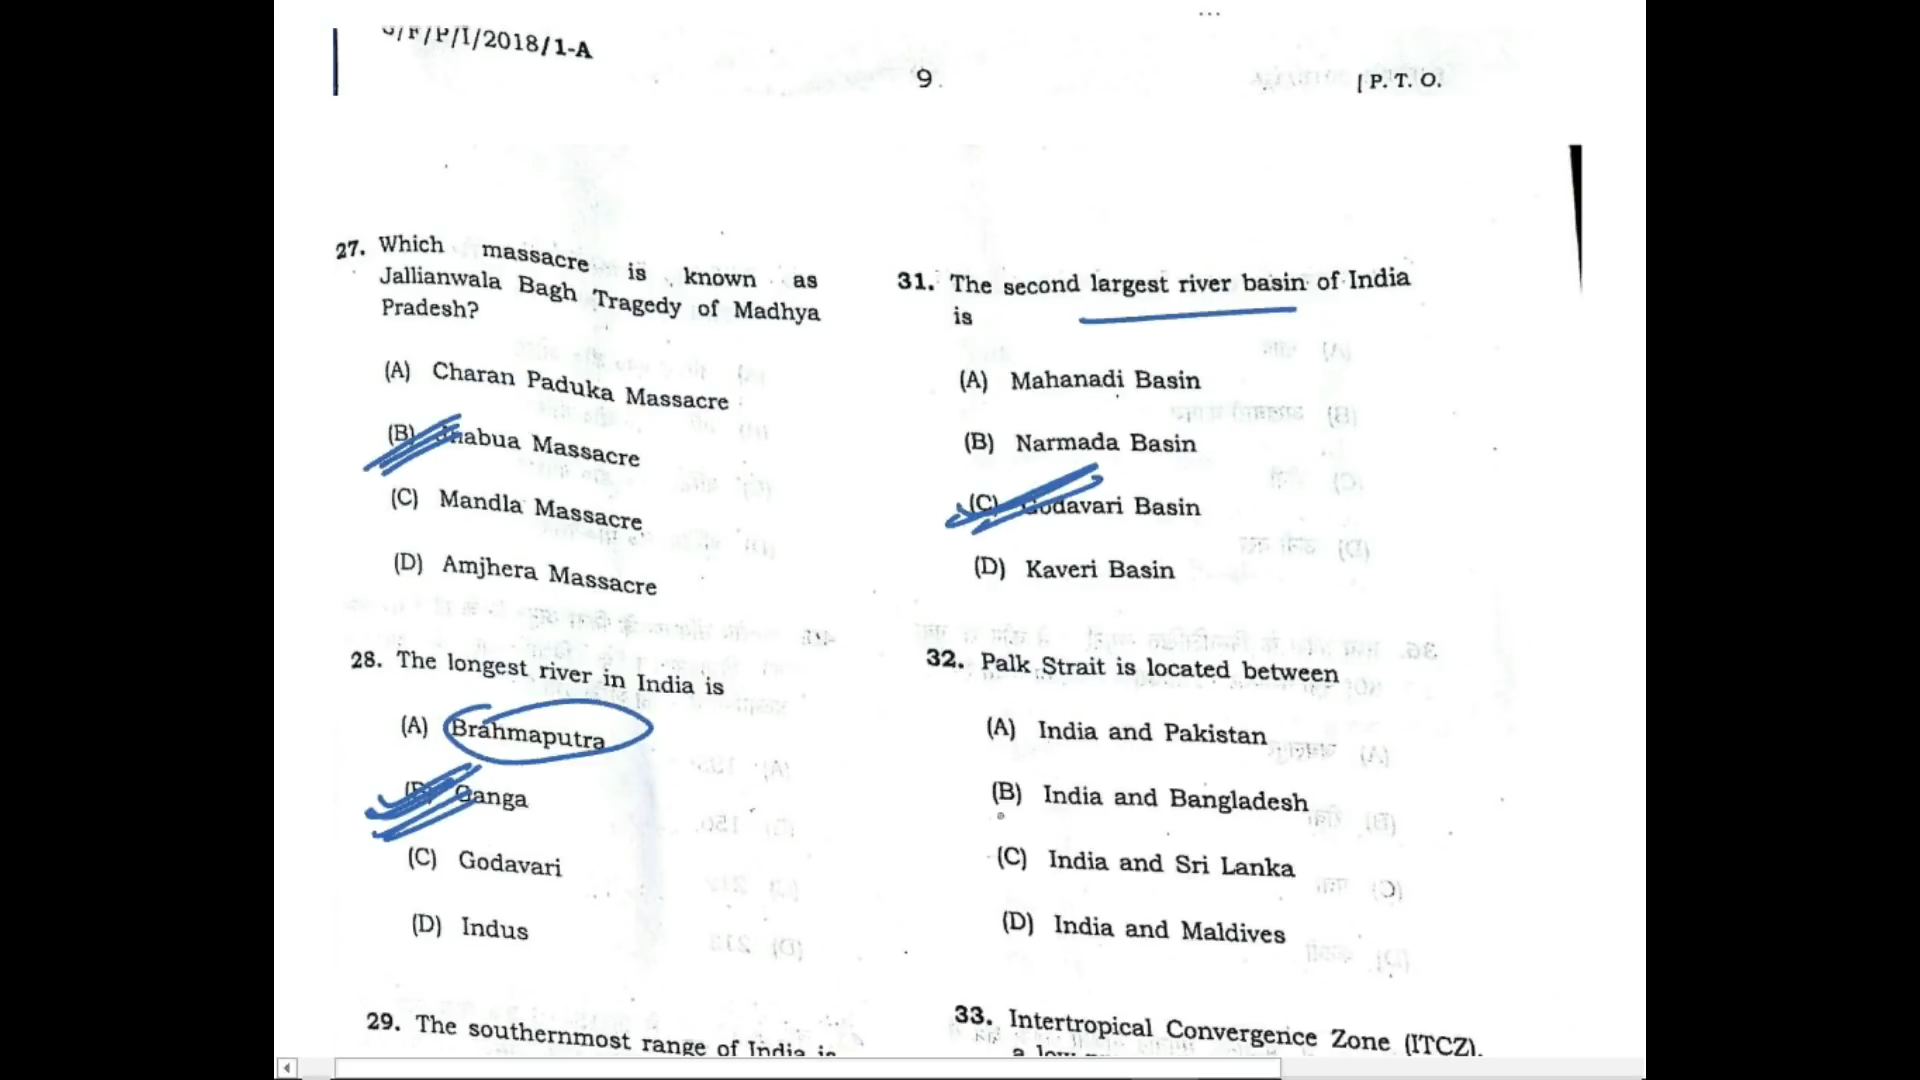 /F/P/I/2018/1-A
9
[ P. T. O.
27. Which massacre is known as
Jallianwala Bagh Tragedy of Madhya
Pradesh?
(A) Charan Paduka Massacre
(B) Jhabua Massacre
(C) Mandla Massacre
(D) Amjhera Massacre
28. The longest river in India is
(A) Brahmaputra
(B) Ganga
(C) Godavari
(D) Indus
29. The southernmost range of India is
31. The second largest river basin of India
is
(A) Mahanadi Basin
(B) Narmada Basin
(C) Godavari Basin
(D) Kaveri Basin
32. Palk Strait is located between
(A) India and Pakistan
(B) India and Bangladesh
(C) India and Sri Lanka
(D) India and Maldives
33. Intertropical Convergence Zone (ITCZ),
a low